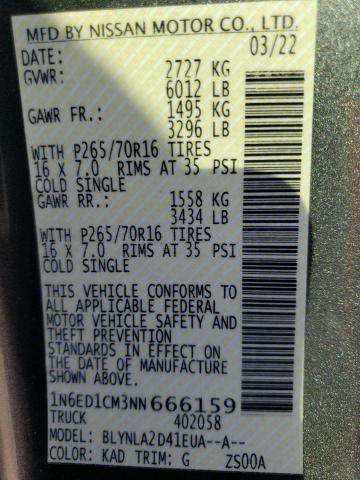 MFD BY NISSAN MOTOR CO., LTD.
DATE: 03/22
GVWR: 2727 KG
6012 LB
GAWR FR.: 1495 KG
3296 LB
WITH P265/70R16 TIRES
16 X 7.0 RIMS AT 35 PSI
COLD SINGLE
GAWR RR.: 1558 KG
3434 LB
WITH P265/70R16 TIRES
16 X 7.0 RIMS AT 35 PSI
COLD SINGLE
THIS VEHICLE CONFORMS TO
ALL APPLICABLE FEDERAL
MOTOR VEHICLE SAFETY AND
THEFT PREVENTION
STANDARDS IN EFFECT ON
THE DATE OF MANUFACTURE
SHOWN ABOVE.
1N6ED1CM3NN666159
TRUCK 402058
MODEL: BLYNLA2D41EUA--A--
COLOR: KAD TRIM: G ZS00A